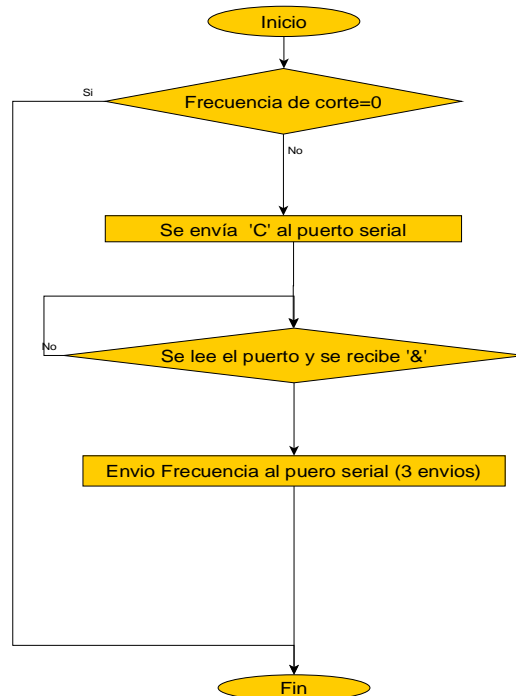 Inicio
Si
Frecuencia de corte=0
No
Se envía 'C' al puerto serial
No
Se lee el puerto y se recibe '&'
Envio Frecuencia al puero serial (3 envios)
Fin